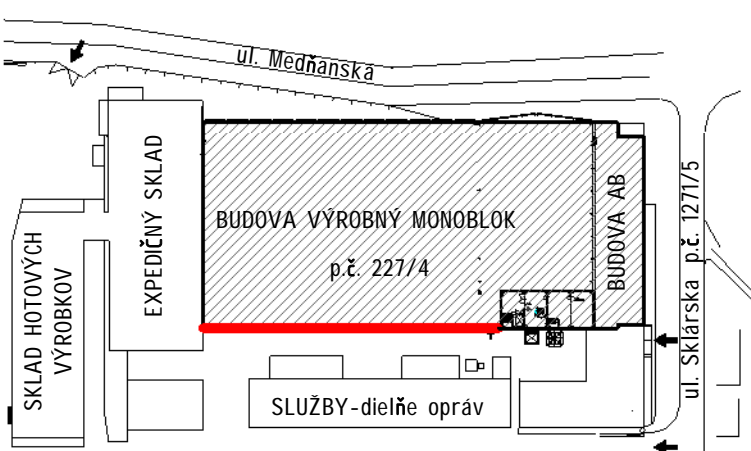 ul. Medňanská
EXPEDIČNÝ SKLAD
BUDOVA VÝROBNÝ MONOBLOK
p.č. 227/4
BUDOVA AB
ul. Sklárska p.č. 1271/5
SKLAD HOTOVÝCH
VÝROBKOV
SLUŽBY-dielňe opráv